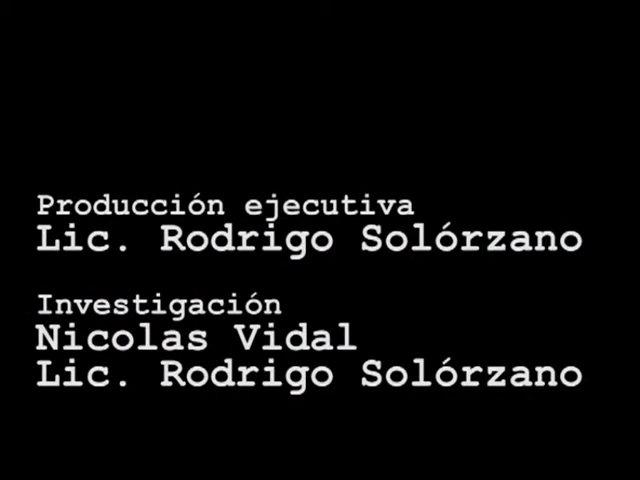 Producción ejecutiva
Lic. Rodrigo Solórzano
Investigación
Nicolas Vidal
Lic. Rodrigo Solórzano